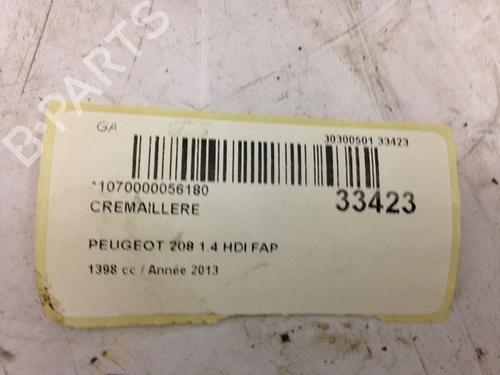 B-PARTS
GA
30300501 33423
*1070000056180
33423
CREMAILLERE
PEUGEOT 208 1.4 HDI FAP
1398 cc / Année 2013